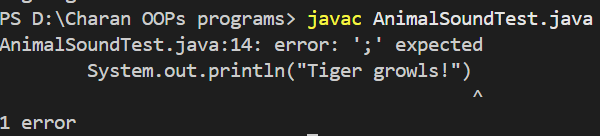 PS D:\Charan OOPs programs> javac AnimalSoundTest.java
AnimalSoundTest.java:14: error: ';' expected
        System.out.println("Tiger growls!")
                                           ^
1 error